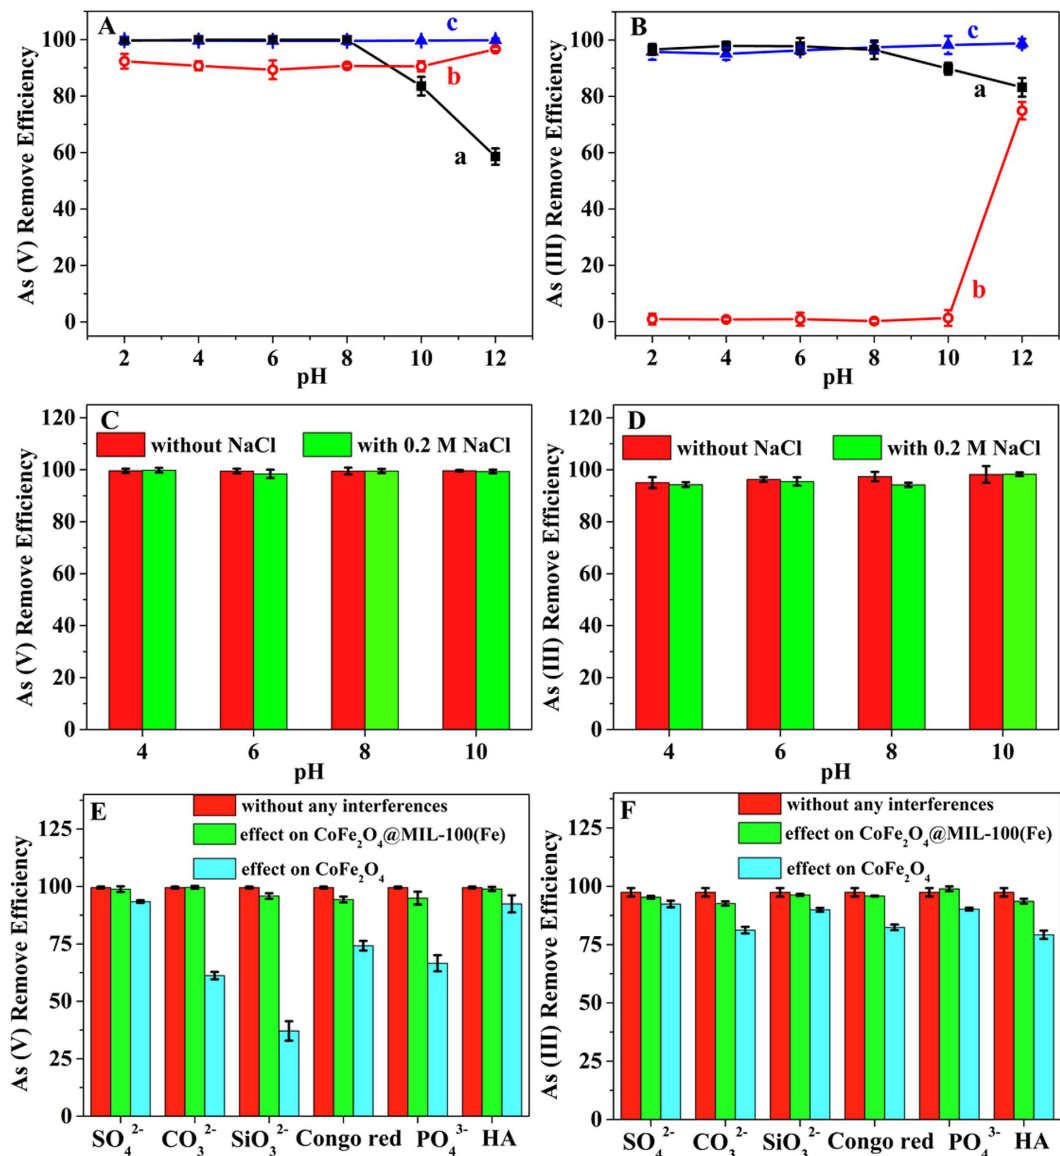 A
As (V) Remove Efficiency
100
80
60
40
20
0
c
b
a
2 4 6 8 10 12
pH
B
As (III) Remove Efficiency
100
80
60
40
20
0
c
a
b
2 4 6 8 10 12
pH
C
As (V) Remove Efficiency
120
100
80
60
40
20
0
without NaCl
with 0.2 M NaCl
4 6 8 10
pH
D
As (III) Remove Efficiency
120
100
80
60
40
20
0
without NaCl
with 0.2 M NaCl
4 6 8 10
pH
E
As (V) Remove Efficiency
125
100
75
50
25
0
without any interferences
effect on CoFe₂O₄@MIL-100(Fe)
effect on CoFe₂O₄
SO₄²⁻ CO₃²⁻ SiO₃²⁻ Congo red PO₄³⁻ HA
F
As (III) Remove Efficiency
125
100
75
50
25
0
without any interferences
effect on CoFe₂O₄@MIL-100(Fe)
effect on CoFe₂O₄
SO₄²⁻ CO₃²⁻ SiO₃²⁻ Congo red PO₄³⁻ HA